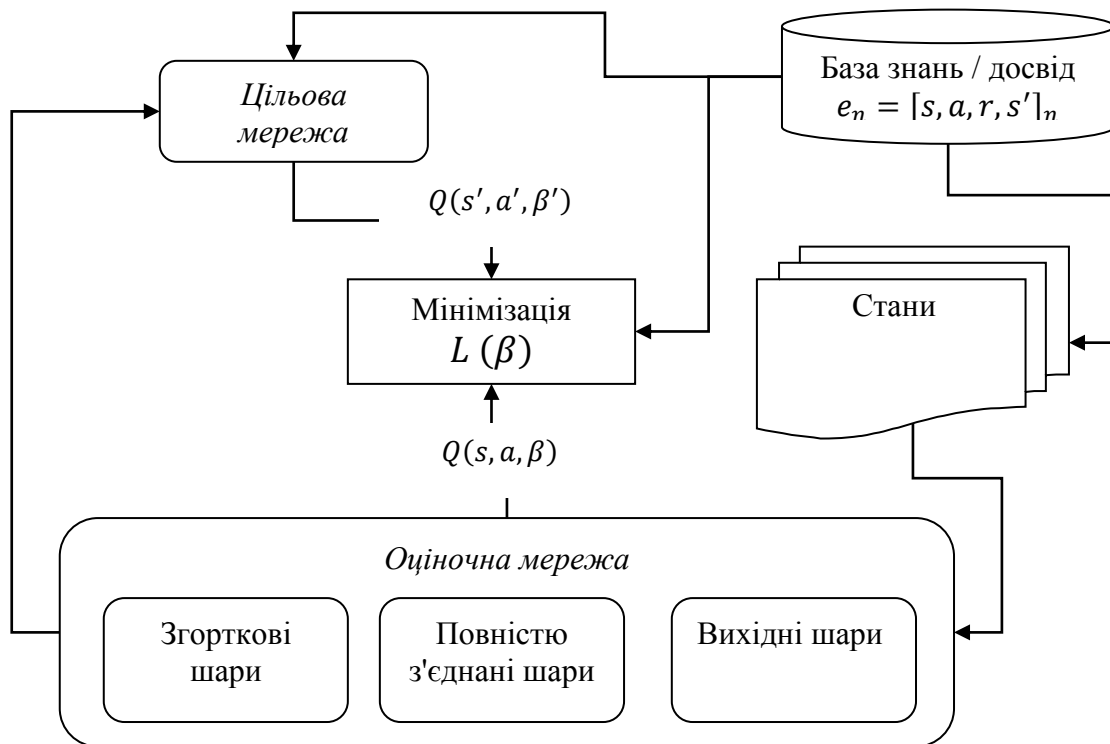 База знань / досвід
e_n = [s, a, r, s′]_n
Цільова
мережа
Q(s′, a′, β′)
Мінімізація
L (β)
Стани
Q(s, a, β)
Оціночна мережа
Згорткові
шари
Повністю
з'єднані шари
Вихідні шари